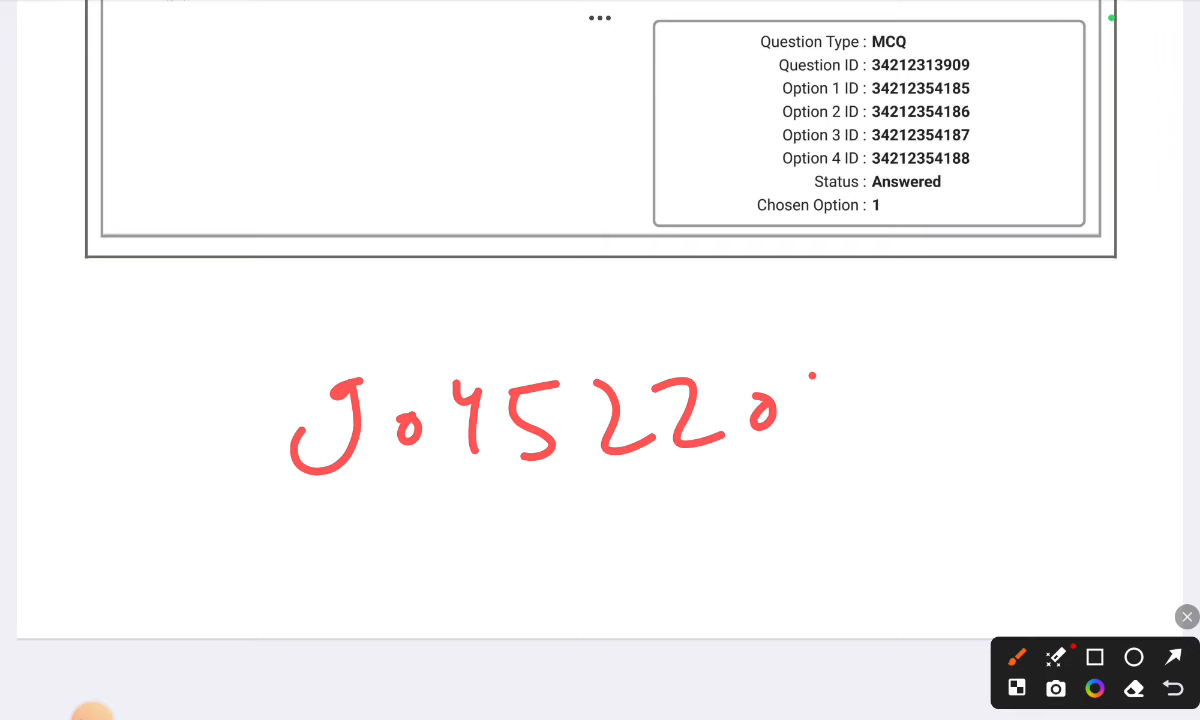 Question Type : MCQ
Question ID : 34212313909
Option 1 ID : 34212354185
Option 2 ID : 34212354186
Option 3 ID : 34212354187
Option 4 ID : 34212354188
Status : Answered
Chosen Option : 1
J045220